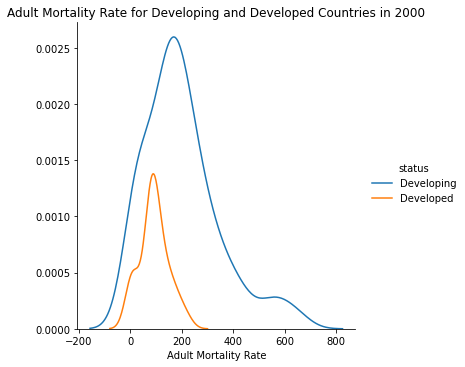 Adult Mortality Rate for Developing and Developed Countries in 2000
0.0025
0.0020
0.0015
0.0010
0.0005
0.0000
−200 0 200 400 600 800
Adult Mortality Rate
status
Developing
Developed